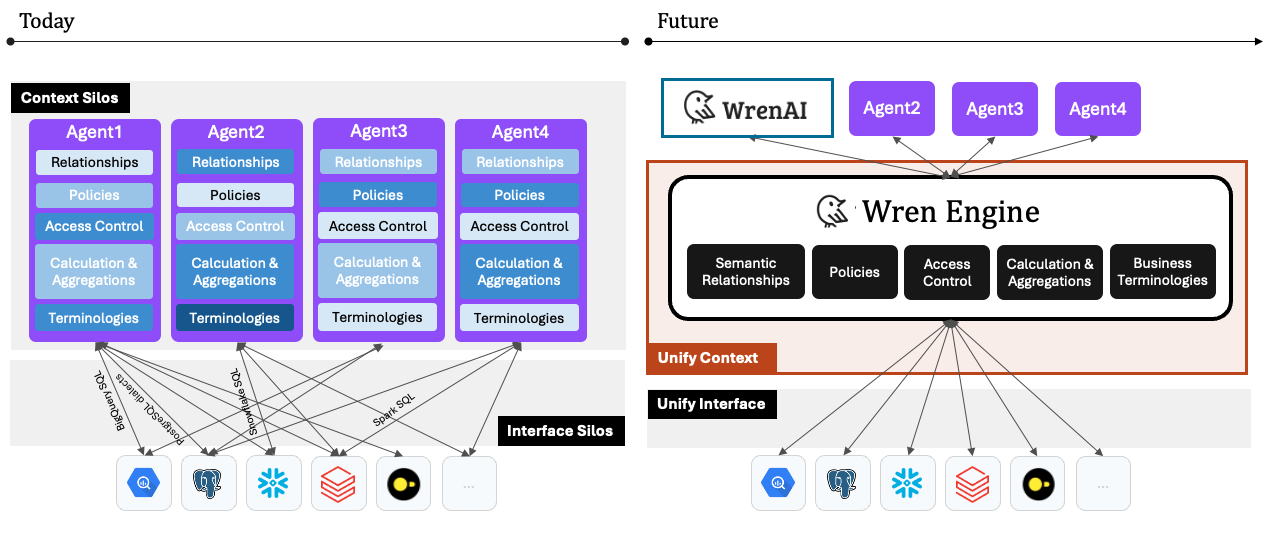 Today
Context Silos
Agent1
Relationships
Policies
Access Control
Calculation &
Aggregations
Terminologies
Agent2
Relationships
Policies
Access Control
Calculation &
Aggregations
Terminologies
Agent3
Relationships
Policies
Access Control
Calculation &
Aggregations
Terminologies
Agent4
Relationships
Policies
Access Control
Calculation &
Aggregations
Terminologies
BigQuery SQL
PostgreSQL dialects
Snowflake SQL
Spark SQL
Interface Silos
...
Future
WrenAI
Agent2
Agent3
Agent4
Wren Engine
Semantic
Relationships
Policies
Access
Control
Calculation &
Aggregations
Business
Terminologies
Unify Context
Unify Interface
...